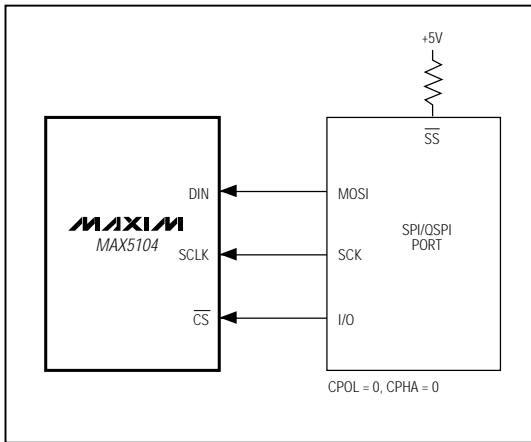 +5V
SS
DIN
MOSI
MAXIM
MAX5104
SPI/QSPI
PORT
SCLK
SCK
CS
I/O
CPOL = 0, CPHA = 0